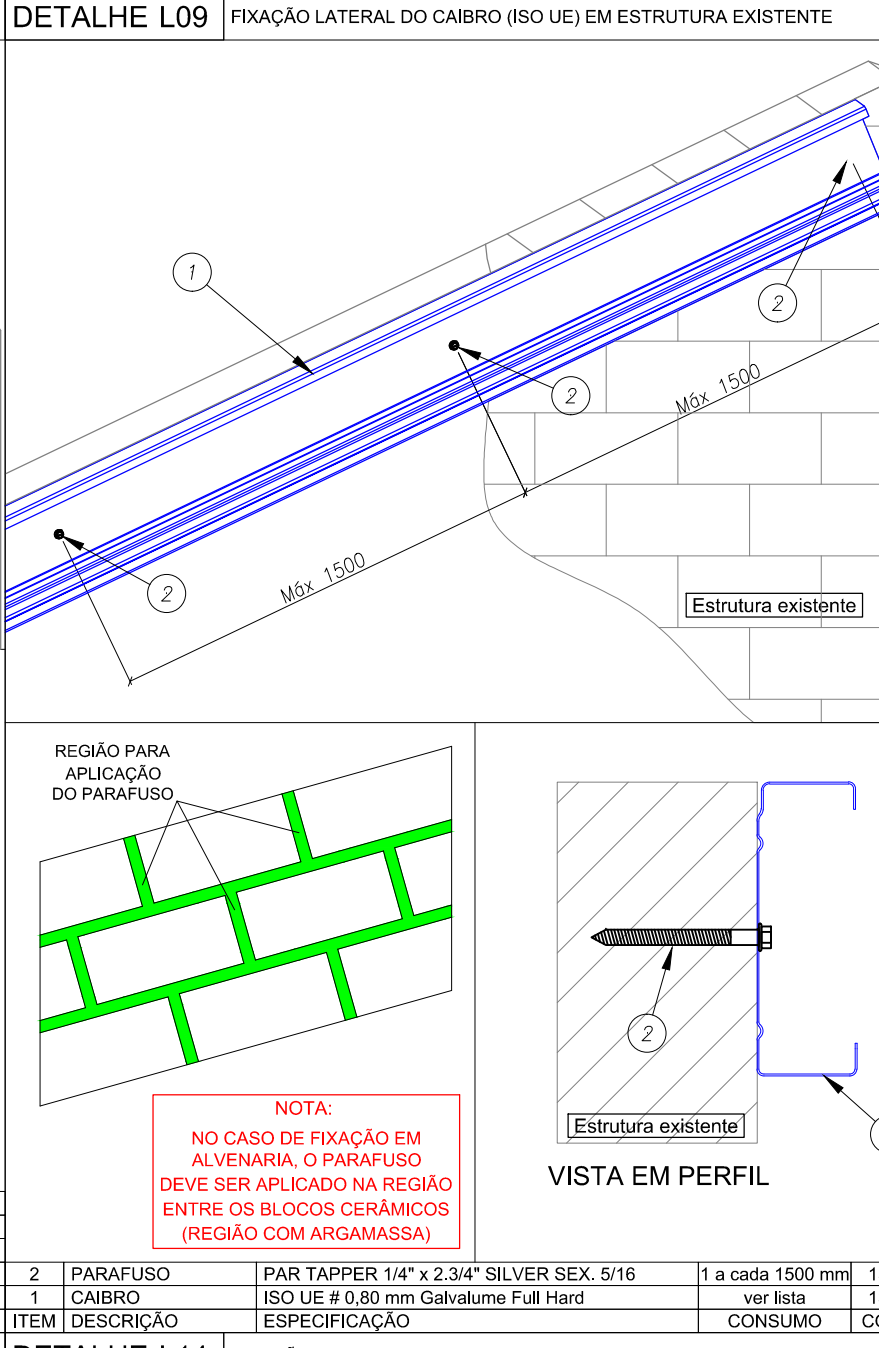 DETALHE L09
FIXAÇÃO LATERAL DO CAIBRO (ISO UE) EM ESTRUTURA EXISTENTE
1
2
2
Máx 1500
2
Máx 1500
Estrutura existente
REGIÃO PARA
APLICAÇÃO
DO PARAFUSO
2
NOTA:
NO CASO DE FIXAÇÃO EM
ALVENARIA, O PARAFUSO
DEVE SER APLICADO NA REGIÃO
ENTRE OS BLOCOS CERÂMICOS
(REGIÃO COM ARGAMASSA)
Estrutura existente
VISTA EM PERFIL
2 PARAFUSO PAR TAPPER 1/4" x 2.3/4" SILVER SEX. 5/16 1 a cada 1500 mm 1
1 CAIBRO ISO UE # 0,80 mm Galvalume Full Hard ver lista 1
ITEM DESCRIÇÃO ESPECIFICAÇÃO CONSUMO